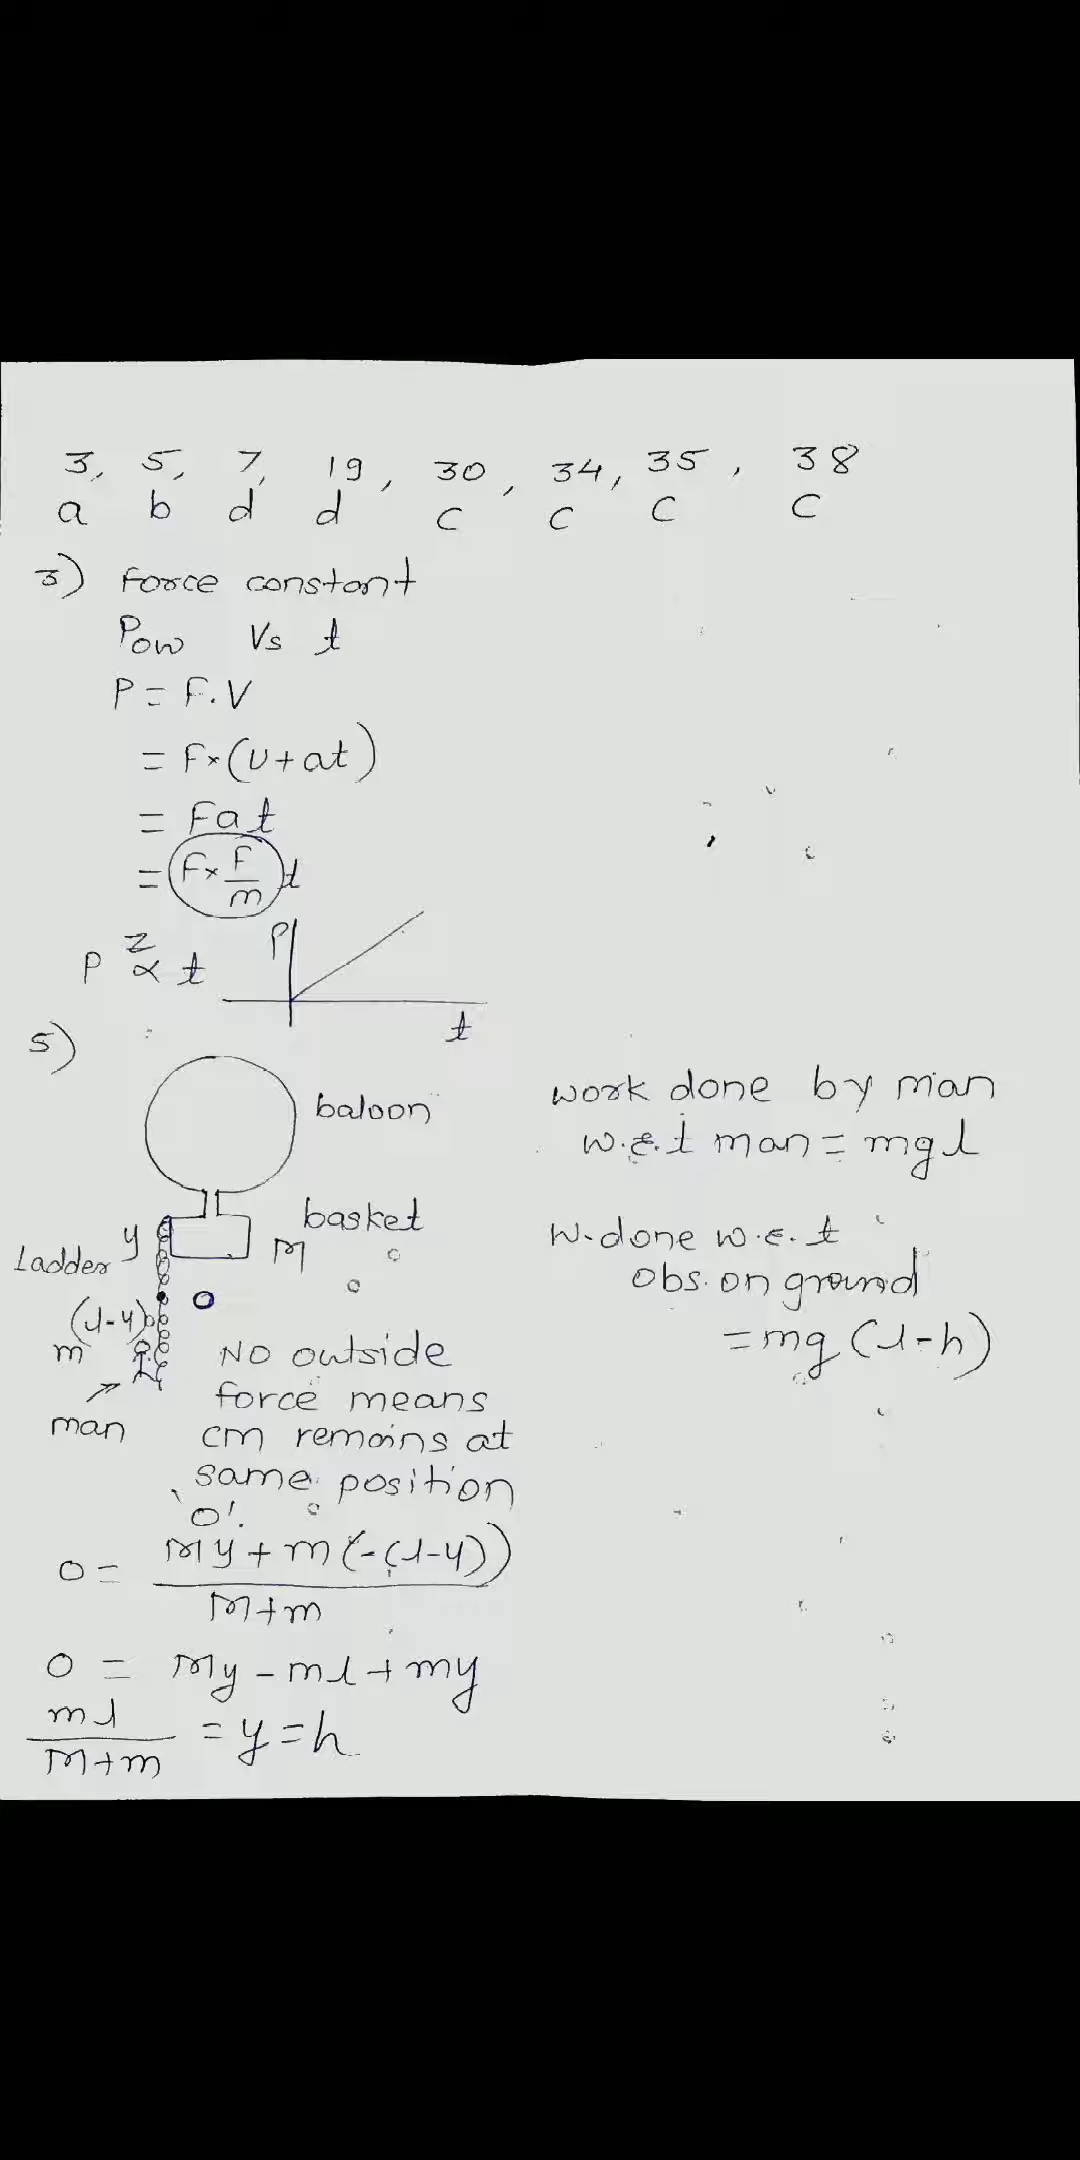 3, 5, 7, 19, 30, 34, 35, 38
a b d d c c c c
3) Force constant
Pow Vs t
P = F.V
= F×(U+at)
= Fat
= F× F/m t
P ∝ t
P
t
5)
baloon
basket
y
M
Ladder
O
(l-y)
m
man
NO outside
force means
CM remains at
same position
'O'.
0 = My + m(-(l-y)) / M+m
0 = My - ml + my
ml / M+m = y = h
work done by man
w.r.t man = mgl
W.done w.r.t
obs. on ground
= mg (l-h)